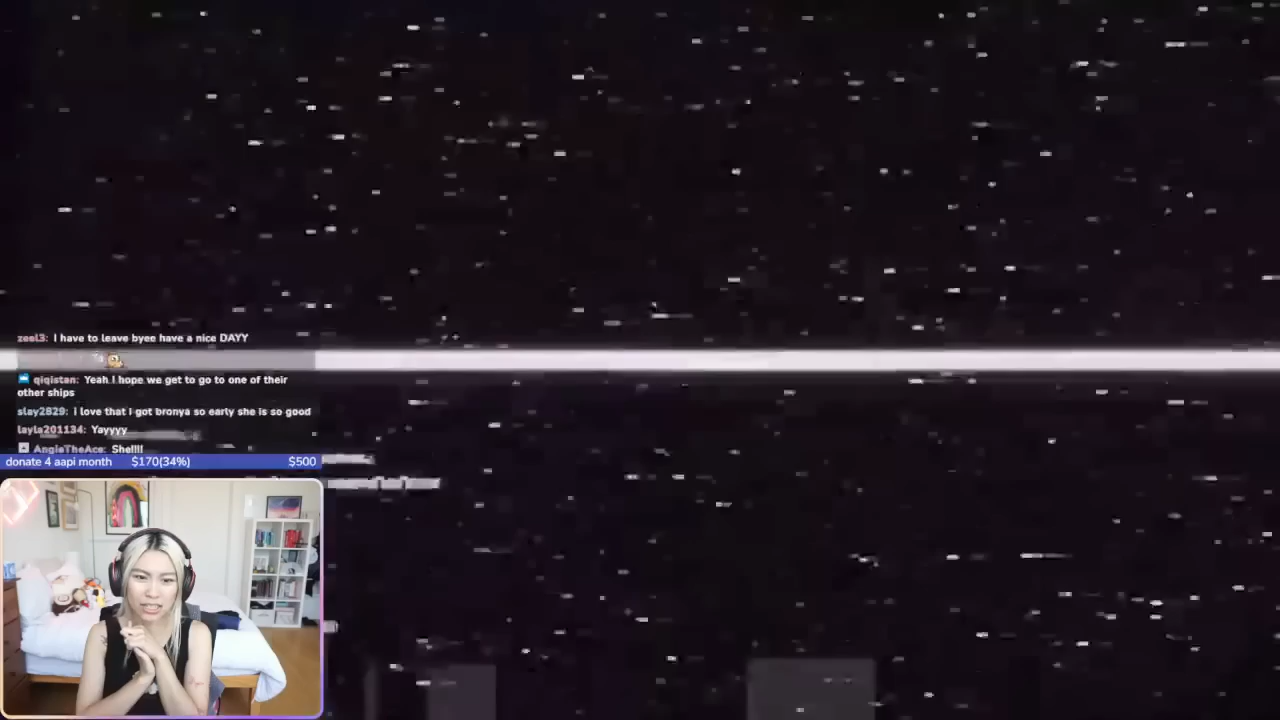 zeel3: I have to leave byee have a nice DAYY
qiqistan: Yeah I hope we get to go to one of their
other ships
slay2829: i love that i got bronya so early she is so good
layla201134: Yayyyy
AngieTheAce: She!!!!
donate 4 aapi month $170(34%) $500